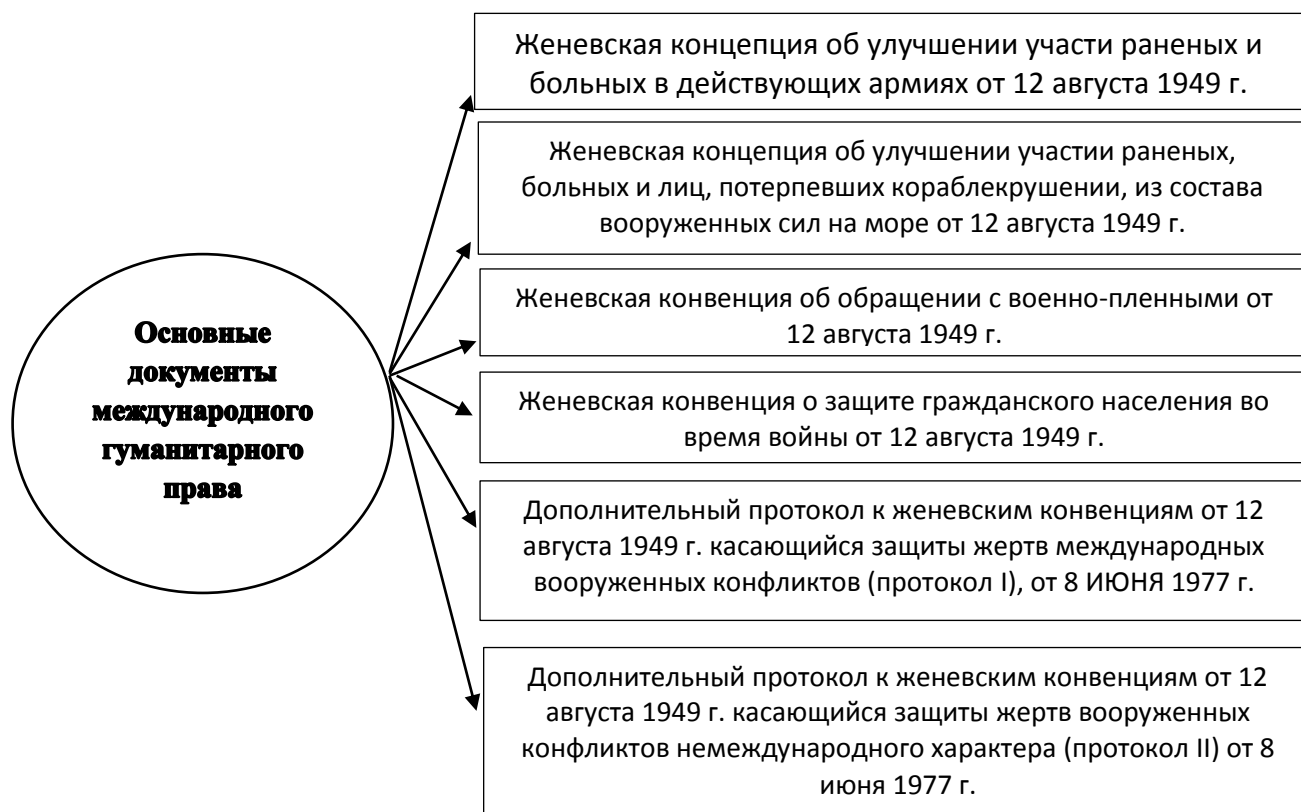 Основные
документы
международного
гуманитарного
права
Женевская концепция об улучшении участи раненых и
больных в действующих армиях от 12 августа 1949 г.
Женевская концепция об улучшении участии раненых,
больных и лиц, потерпевших кораблекрушении, из состава
вооруженных сил на море от 12 августа 1949 г.
Женевская конвенция об обращении с военно-пленными от
12 августа 1949 г.
Женевская конвенция о защите гражданского населения во
время войны от 12 августа 1949 г.
Дополнительный протокол к женевским конвенциям от 12
августа 1949 г. касающийся защиты жертв международных
вооруженных конфликтов (протокол I), от 8 ИЮНЯ 1977 г.
Дополнительный протокол к женевским конвенциям от 12
августа 1949 г. касающийся защиты жертв вооруженных
конфликтов немеждународного характера (протокол II) от 8
июня 1977 г.